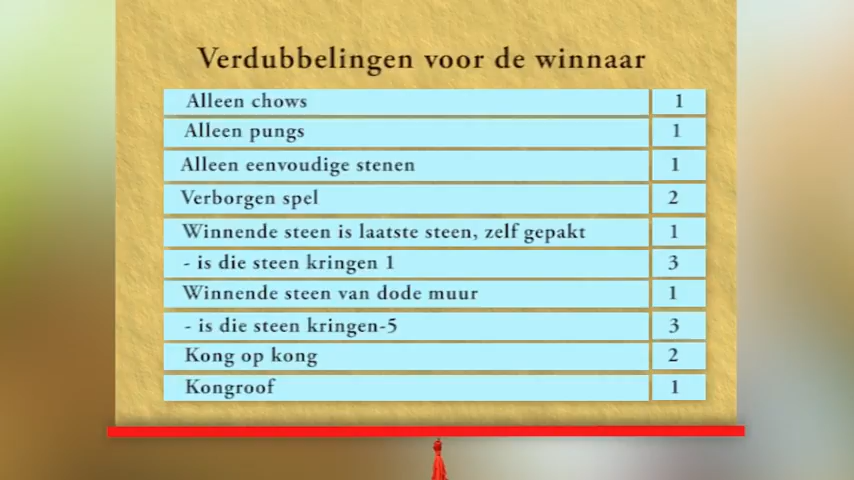 Verdubbelingen voor de winnaar
Alleen chows 1
Alleen pungs 1
Alleen eenvoudige stenen 1
Verborgen spel 2
Winnende steen is laatste steen, zelf gepakt 1
- is die steen kringen 1 3
Winnende steen van dode muur 1
- is die steen kringen-5 3
Kong op kong 2
Kongroof 1